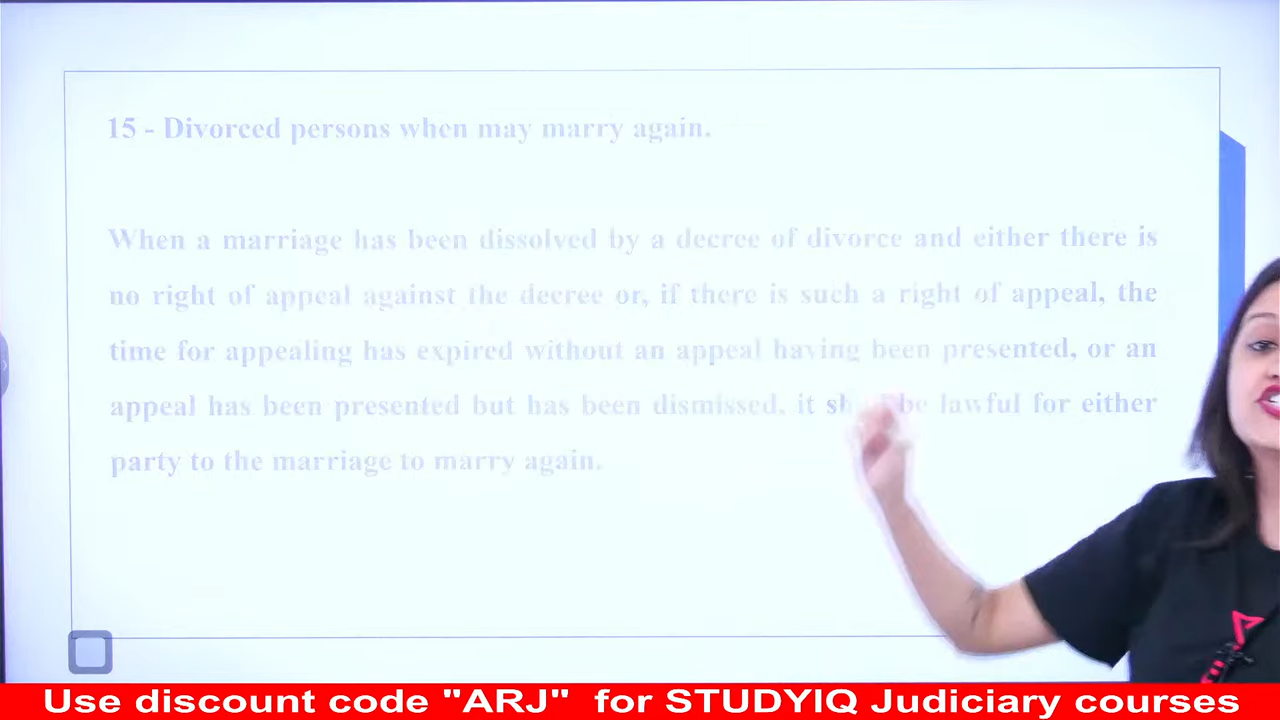 15 - Divorced persons when may marry again.
When a marriage has been dissolved by a decree of divorce and either there is
no right of appeal against the decree or, if there is such a right of appeal, the
time for appealing has expired without an appeal having been presented, or an
appeal has been presented but has been dismissed, it be lawful for either
party to the marriage to marry again.
Use discount code "ARJ" for STUDYIQ Judiciary courses